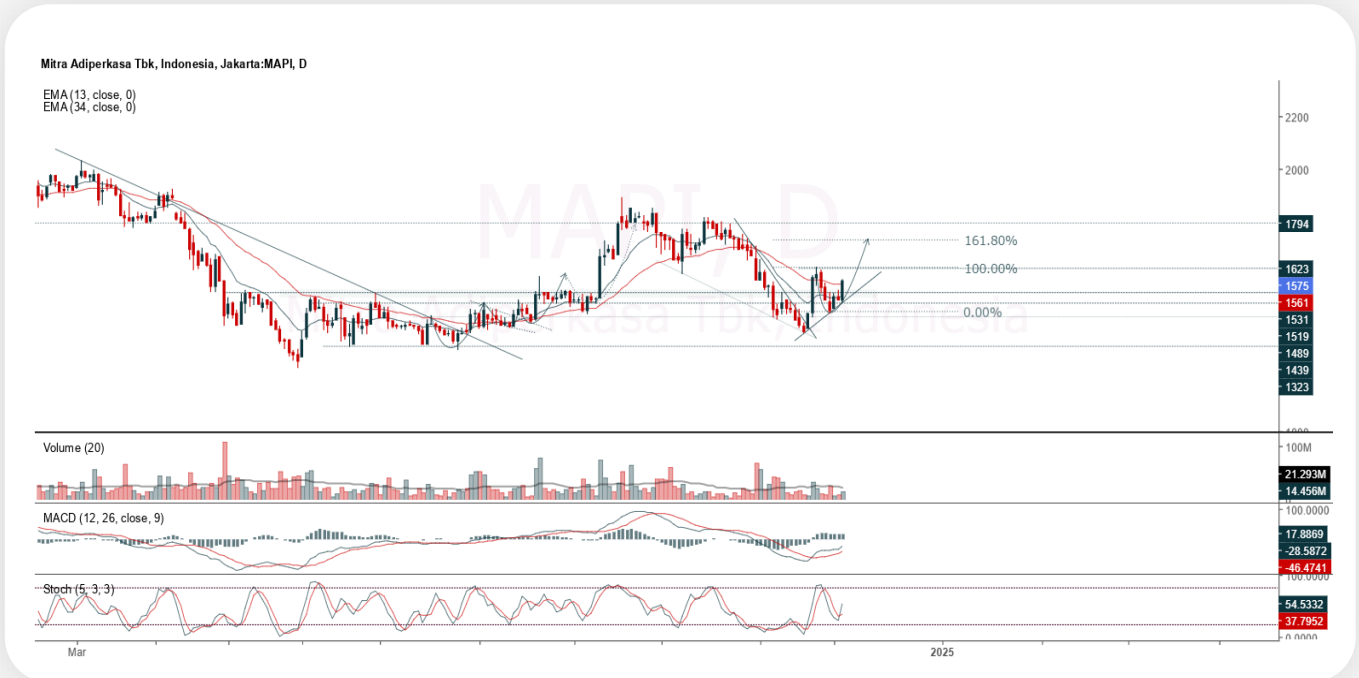 Mitra Adiperkasa Tbk, Indonesia, Jakarta:MAPI, D
EMA (13, close, 0)
EMA (34, close, 0)
MAPI, D
2200
2000
1794
161.80%
1623
100.00%
1575
1561
1531
0.00%
1519
1489
1439
1323
Volume (20)
100M
21.293M
14.456M
MACD (12, 26, close, 9)
100.0000
17.8869
-28.5872
-46.4741
Stoch (5, 3, 3)
100.0000
54.5332
37.7952
0.0000
Mar
2025